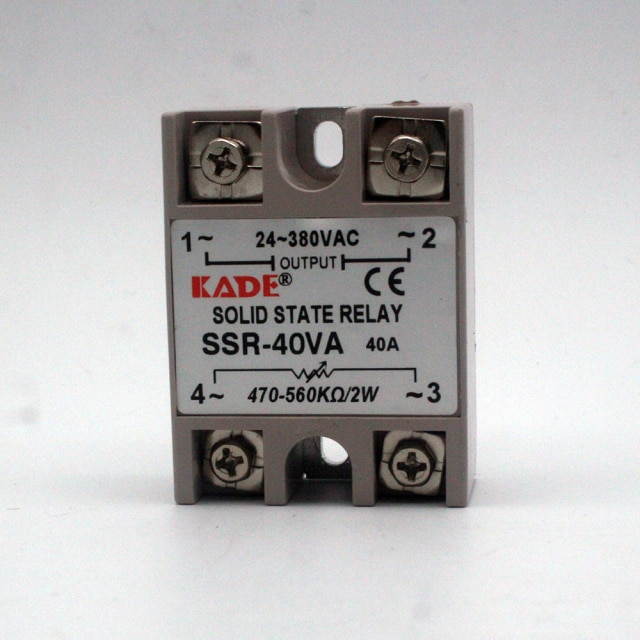 1~ 24~380VAC ~2
OUTPUT
KADE® CE
SOLID STATE RELAY
SSR-40VA 40A
4~ 470-560KΩ/2W ~3